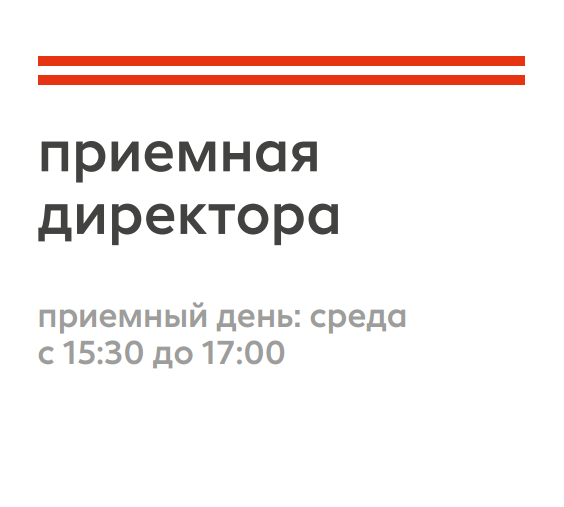 приемная
директора
приемный день: среда
с 15:30 до 17:00